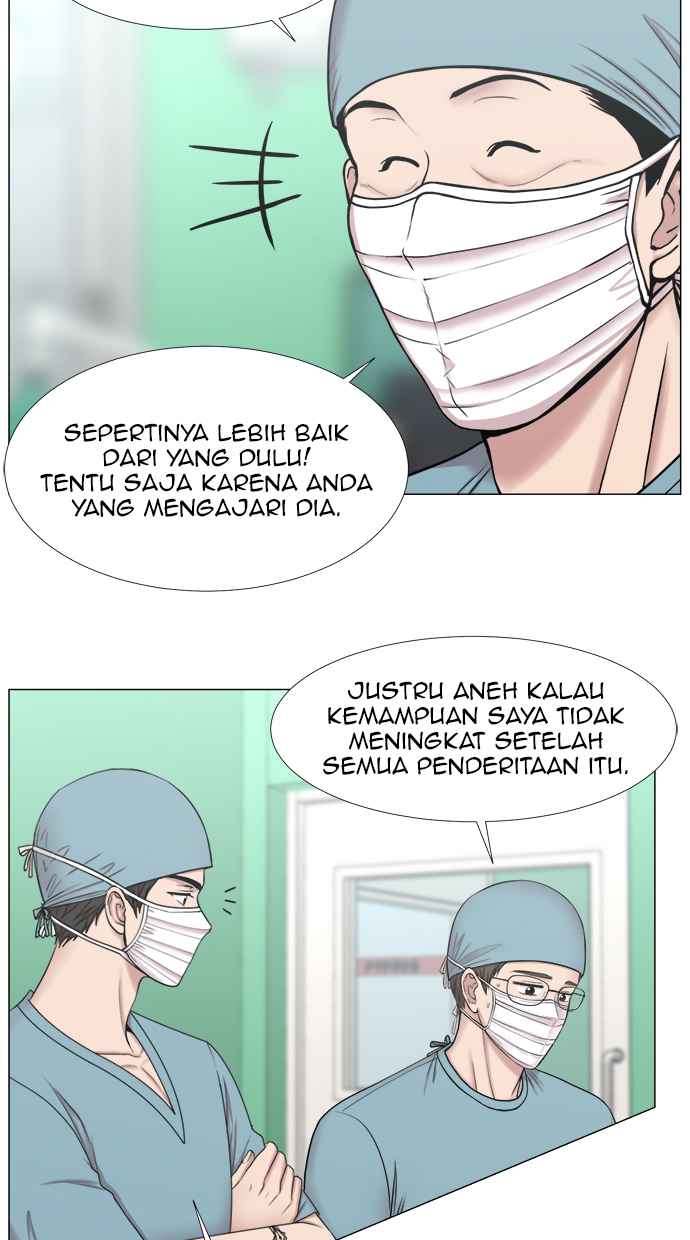 SEPERTINYA LEBIH BAIK
DARI YANG DULU!
TENTU SAJA KARENA ANDA
YANG MENGAJARI DIA.
JUSTRU ANEH KALAU
KEMAMPUAN SAYA TIDAK
MENINGKAT SETELAH
SEMUA PENDERITAAN ITU.